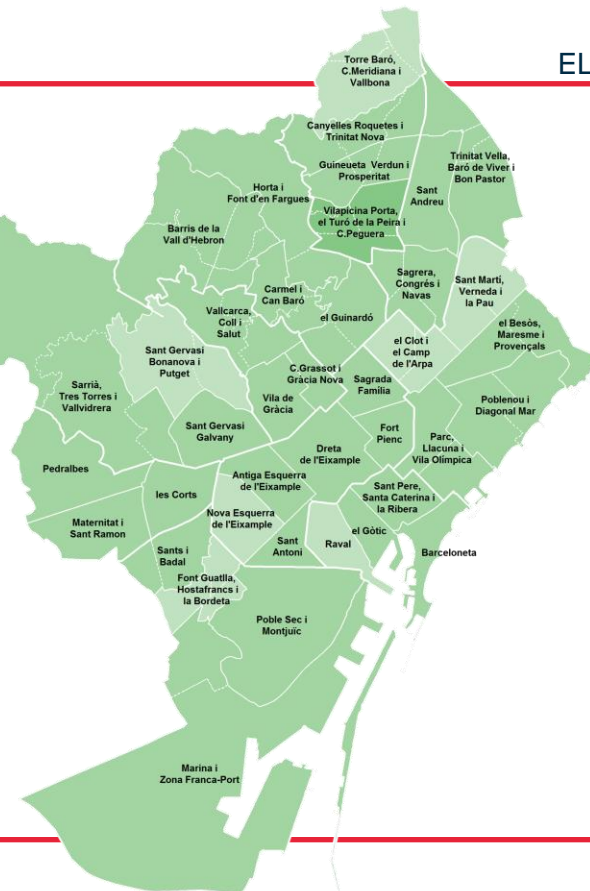 EL
Torre Baró,
C.Meridiana i
Vallbona
Canyelles Roquetes i
Trinitat Nova
Guineueta Verdun i
Prosperitat
Trinitat Vella,
Baró de Viver i
Bon Pastor
Sant
Andreu
Horta i
Font d'en Fargues
Vilapicina Porta,
el Turó de la Peira i
C.Peguera
Barris de la
Vall d'Hebron
Sagrera,
Congrés i
Navas
Sant Martí,
Verneda i
la Pau
Carmel i
Can Baró
Vallcarca,
Coll i
Salut
el Guinardó
el Besòs,
Maresme i
Provençals
el Clot i
el Camp
de l'Arpa
Sant Gervasi
Bonanova i
Putget
C.Grassot i
Gràcia Nova
Sagrada
Família
Sarrià,
Tres Torres i
Vallvidrera
Vila de
Gràcia
Poblenou i
Diagonal Mar
Sant Gervasi
Galvany
Fort
Pienc
Parc,
Llacuna i
Vila Olímpica
Dreta
de l'Eixample
Pedralbes
Antiga Esquerra
de l'Eixample
les Corts
Sant Pere,
Santa Caterina i
la Ribera
Nova Esquerra
de l'Eixample
Maternitat i
Sant Ramon
el Gòtic
Sant
Antoni
Raval
Barceloneta
Sants i
Badal
Font Guatlla,
Hostafrancs i
la Bordeta
Poble Sec i
Montjuïc
Marina i
Zona Franca-Port